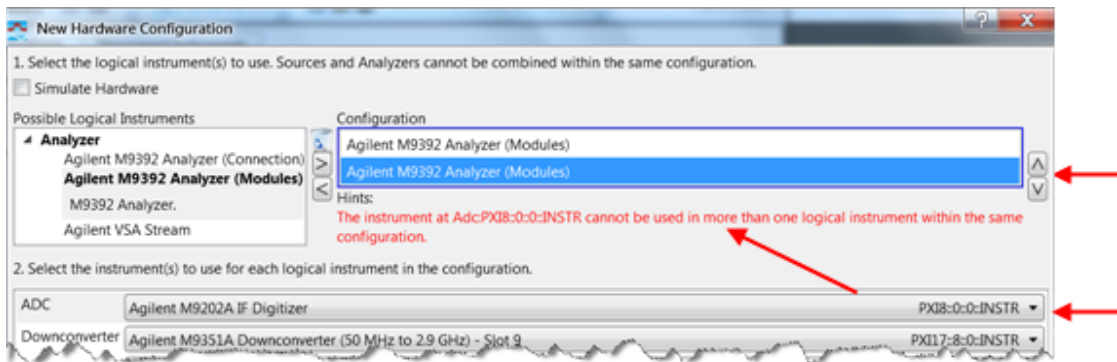 New Hardware Configuration
1. Select the logical instrument(s) to use. Sources and Analyzers cannot be combined within the same configuration.
Simulate Hardware
Possible Logical Instruments
Analyzer
Agilent M9392 Analyzer (Connection)
Agilent M9392 Analyzer (Modules)
M9392 Analyzer.
Agilent VSA Stream
Configuration
Agilent M9392 Analyzer (Modules)
Agilent M9392 Analyzer (Modules)
Hints:
The instrument at Adc:PXI8::0::0::INSTR cannot be used in more than one logical instrument within the same
configuration.
2. Select the instrument(s) to use for each logical instrument in the configuration.
ADC Agilent M9202A IF Digitizer PXI8::0::0::INSTR
Downconverter Agilent M9351A Downconverter (50 MHz to 2.9 GHz) - Slot 9 PXI17::8::0::INSTR